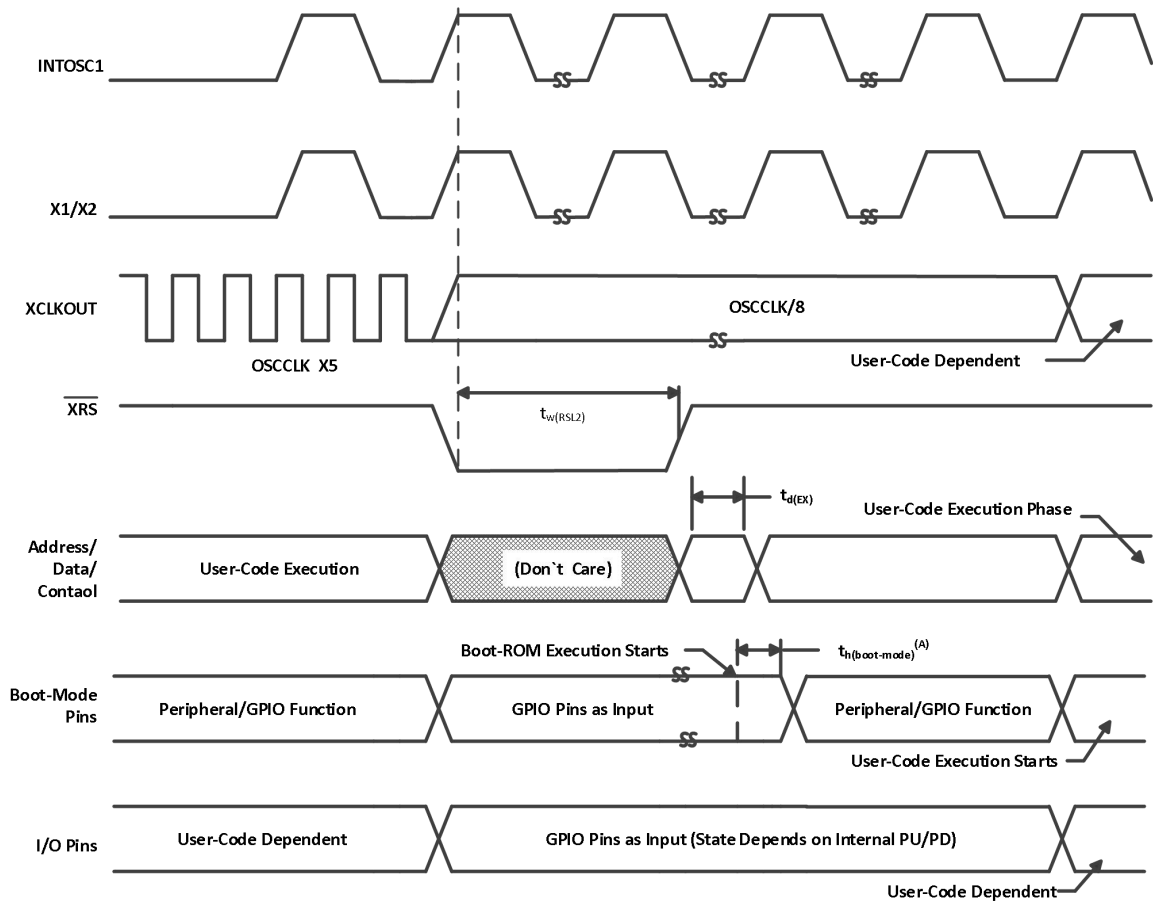 INTOSC1
X1/X2
XCLKOUT
OSCCLK/8
OSCCLK X5
User-Code Dependent
XRS
tw(RSL2)
td(EX)
User-Code Execution Phase
Address/
Data/
Contaol
User-Code Execution
(Don`t Care)
Boot-ROM Execution Starts
th(boot-mode)(A)
Boot-Mode
Pins
Peripheral/GPIO Function
GPIO Pins as Input
Peripheral/GPIO Function
User-Code Execution Starts
I/O Pins
User-Code Dependent
GPIO Pins as Input (State Depends on Internal PU/PD)
User-Code Dependent